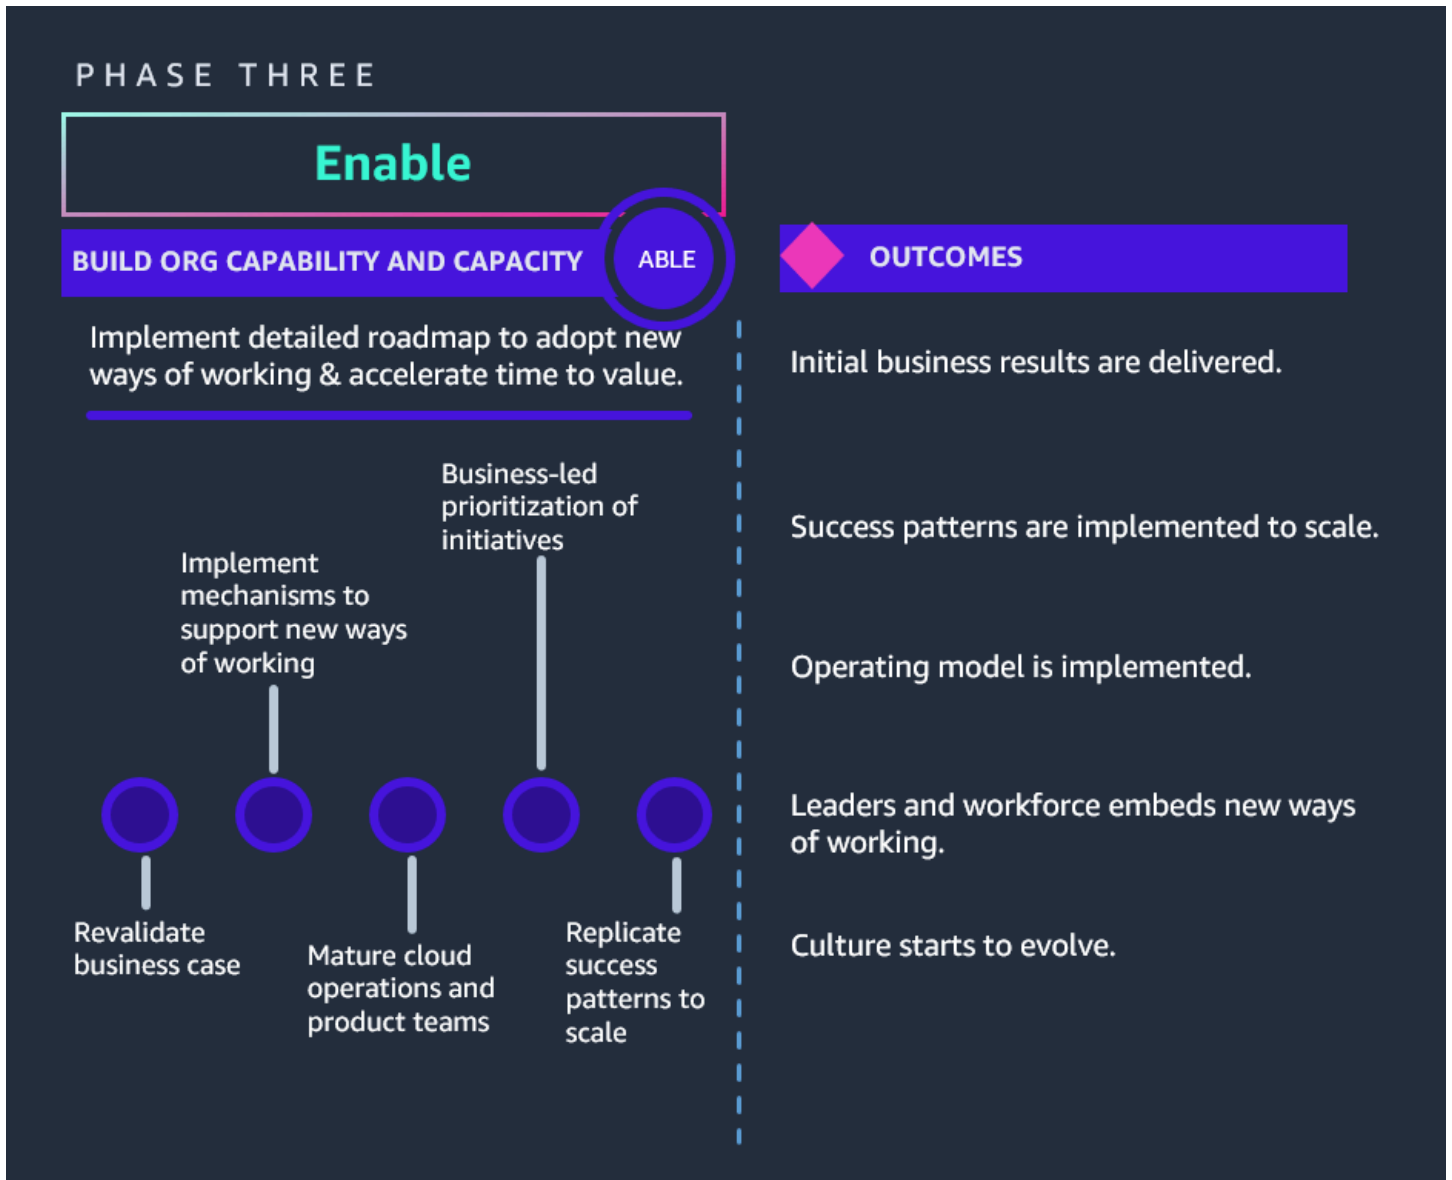 PHASE THREE
Enable
BUILD ORG CAPABILITY AND CAPACITY
ABLE
Implement detailed roadmap to adopt new
ways of working & accelerate time to value.
Business-led
prioritization of
initiatives
Implement
mechanisms to
support new ways
of working
Revalidate
business case
Mature cloud
operations and
product teams
Replicate
success
patterns to
scale
OUTCOMES
Initial business results are delivered.
Success patterns are implemented to scale.
Operating model is implemented.
Leaders and workforce embeds new ways
of working.
Culture starts to evolve.